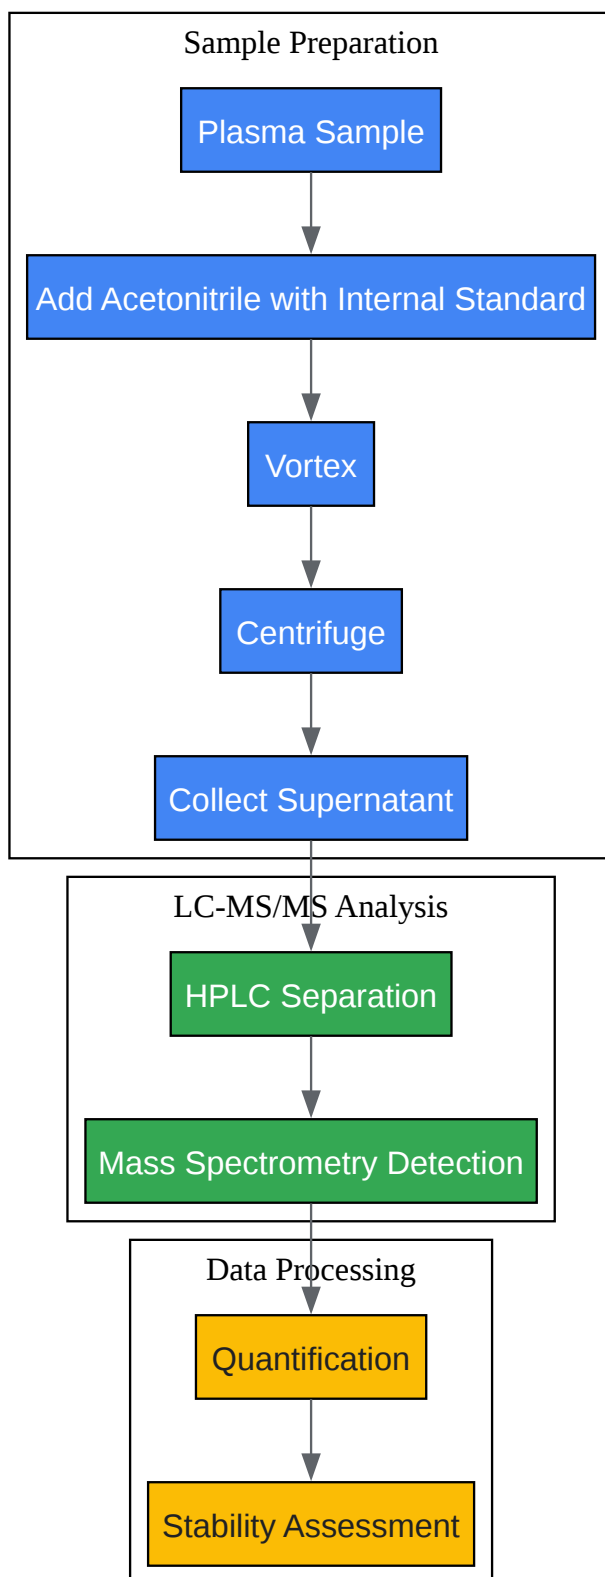 Sample Preparation
Plasma Sample
Add Acetonitrile with Internal Standard
Vortex
Centrifuge
Collect Supernatant
LC-MS/MS Analysis
HPLC Separation
Mass Spectrometry Detection
Data Processing
Quantification
Stability Assessment